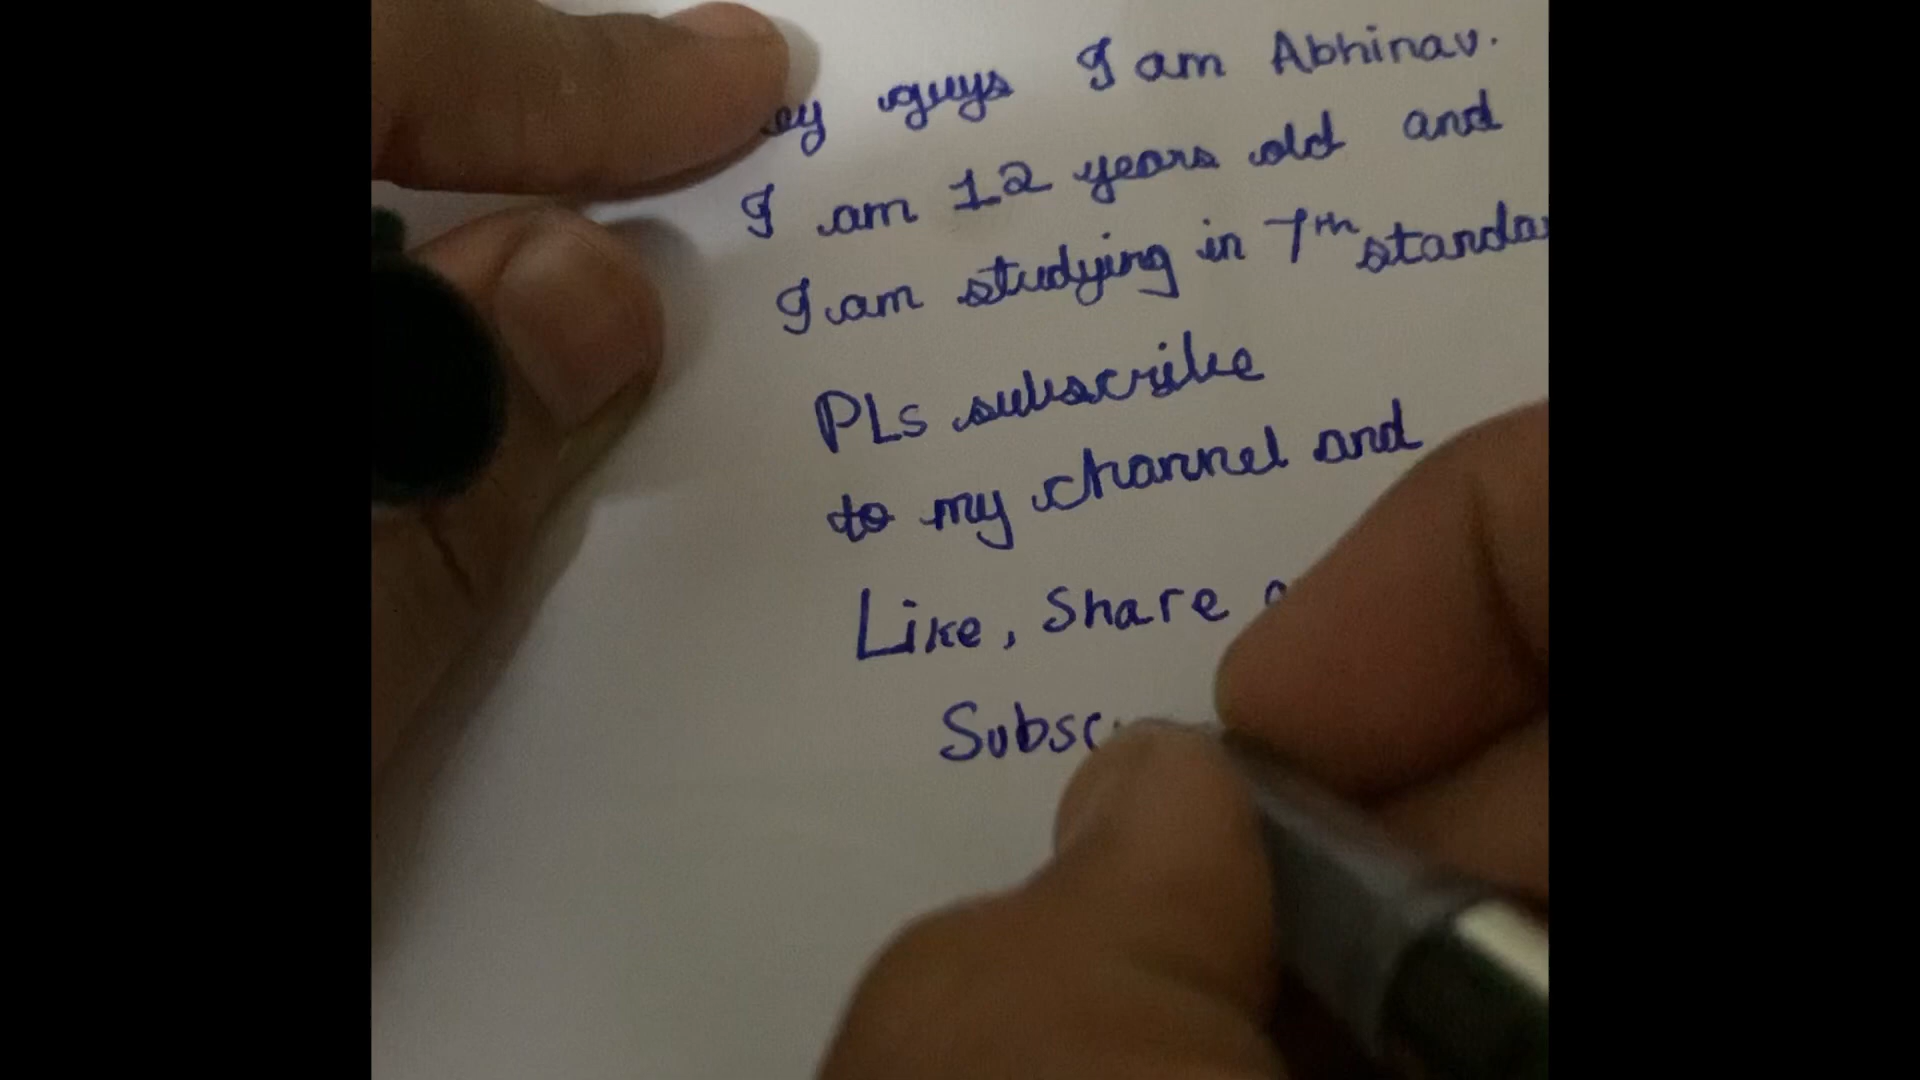 ey guys I am Abhinav.
I am 12 years old and
I am studying in 7th standa
PLs subscribe
to my channel and
Like, Share a
Subsc